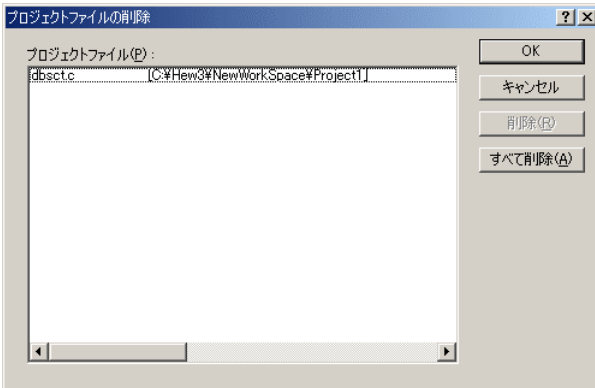 プロジェクトファイルの削除
プロジェクトファイル(P) :
dbsct.c [C:¥Hew3¥NewWorkSpace¥Project1]
OK
キャンセル
削除(R)
すべて削除(A)